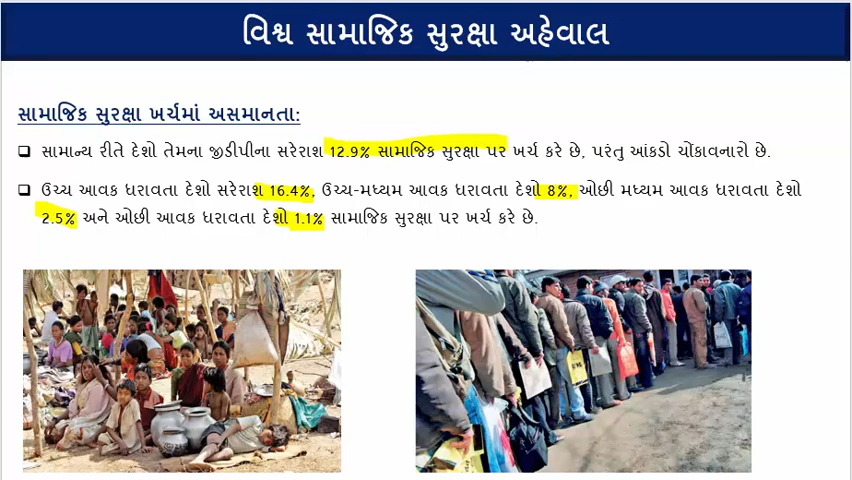 વિશ્વ સામાજિક સુરક્ષા અહેવાલ
સામાજિક સુરક્ષા ખર્ચમાં અસમાનતા:
સામાન્ય રીતે દેશો તેમના જીડીપીના સરેરાશ 12.9% સામાજિક સુરક્ષા પર ખર્ચ કરે છે, પરંતુ આંકડો ચોંકાવનારો છે.
ઉચ્ચ આવક ધરાવતા દેશો સરેરાશ 16.4%, ઉચ્ચ-મધ્યમ આવક ધરાવતા દેશો 8%, ઓછી મધ્યમ આવક ધરાવતા દેશો
2.5% અને ઓછી આવક ધરાવતા દેશો 1.1% સામાજિક સુરક્ષા પર ખર્ચ કરે છે.